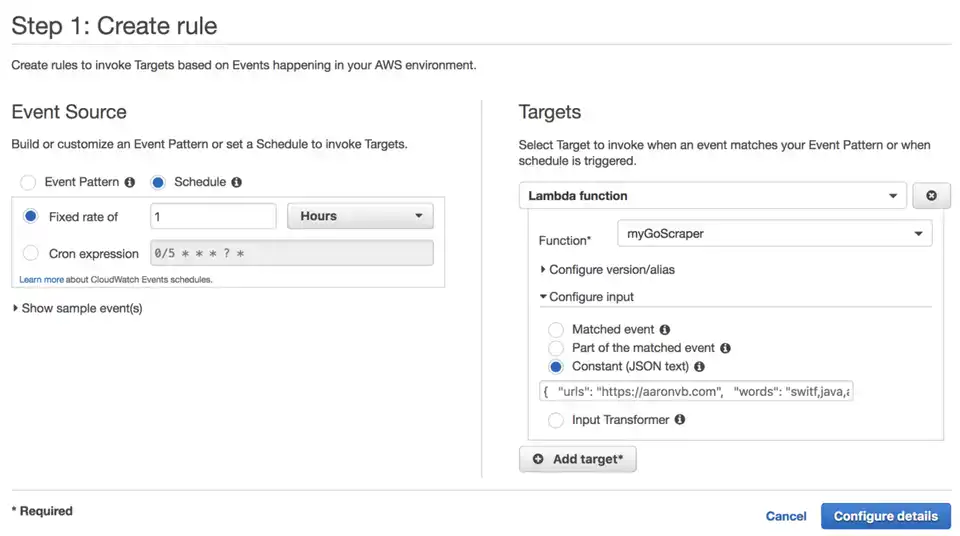 Step 1: Create rule
Create rules to invoke Targets based on Events happening in your AWS environment.
Event Source
Build or customize an Event Pattern or set a Schedule to invoke Targets.
Event Pattern Schedule
Fixed rate of 1 Hours
Cron expression 0/5 * * * ? *
Learn more about CloudWatch Events schedules.
Show sample event(s)
Targets
Select Target to invoke when an event matches your Event Pattern or when
schedule is triggered.
Lambda function
Function* myGoScraper
Configure version/alias
Configure input
Matched event
Part of the matched event
Constant (JSON text)
{ "urls": "https://aaronvb.com", "words": "switf,java,a
Input Transformer
Add target*
* Required
Cancel Configure details